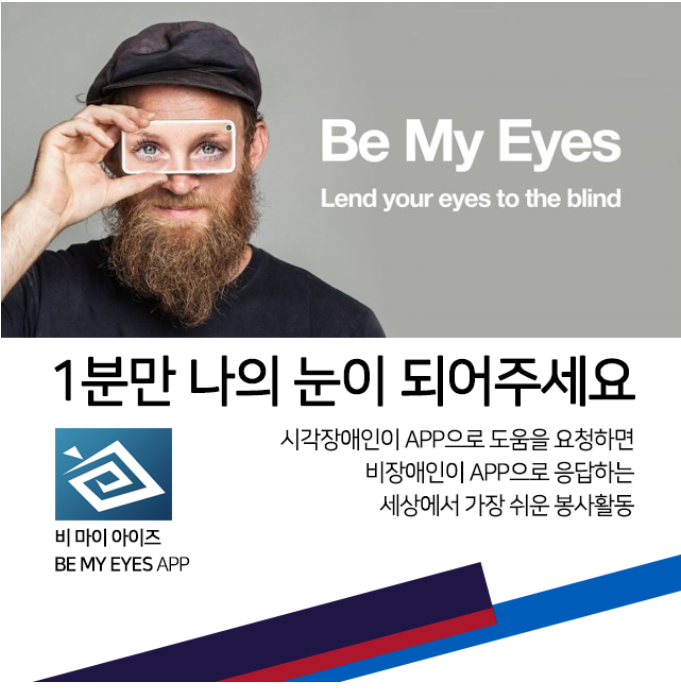 Be My Eyes
Lend your eyes to the blind
1분만 나의 눈이 되어주세요
시각장애인이 APP으로 도움을 요청하면
비장애인이 APP으로 응답하는
세상에서 가장 쉬운 봉사활동
비 마이 아이즈
BE MY EYES APP